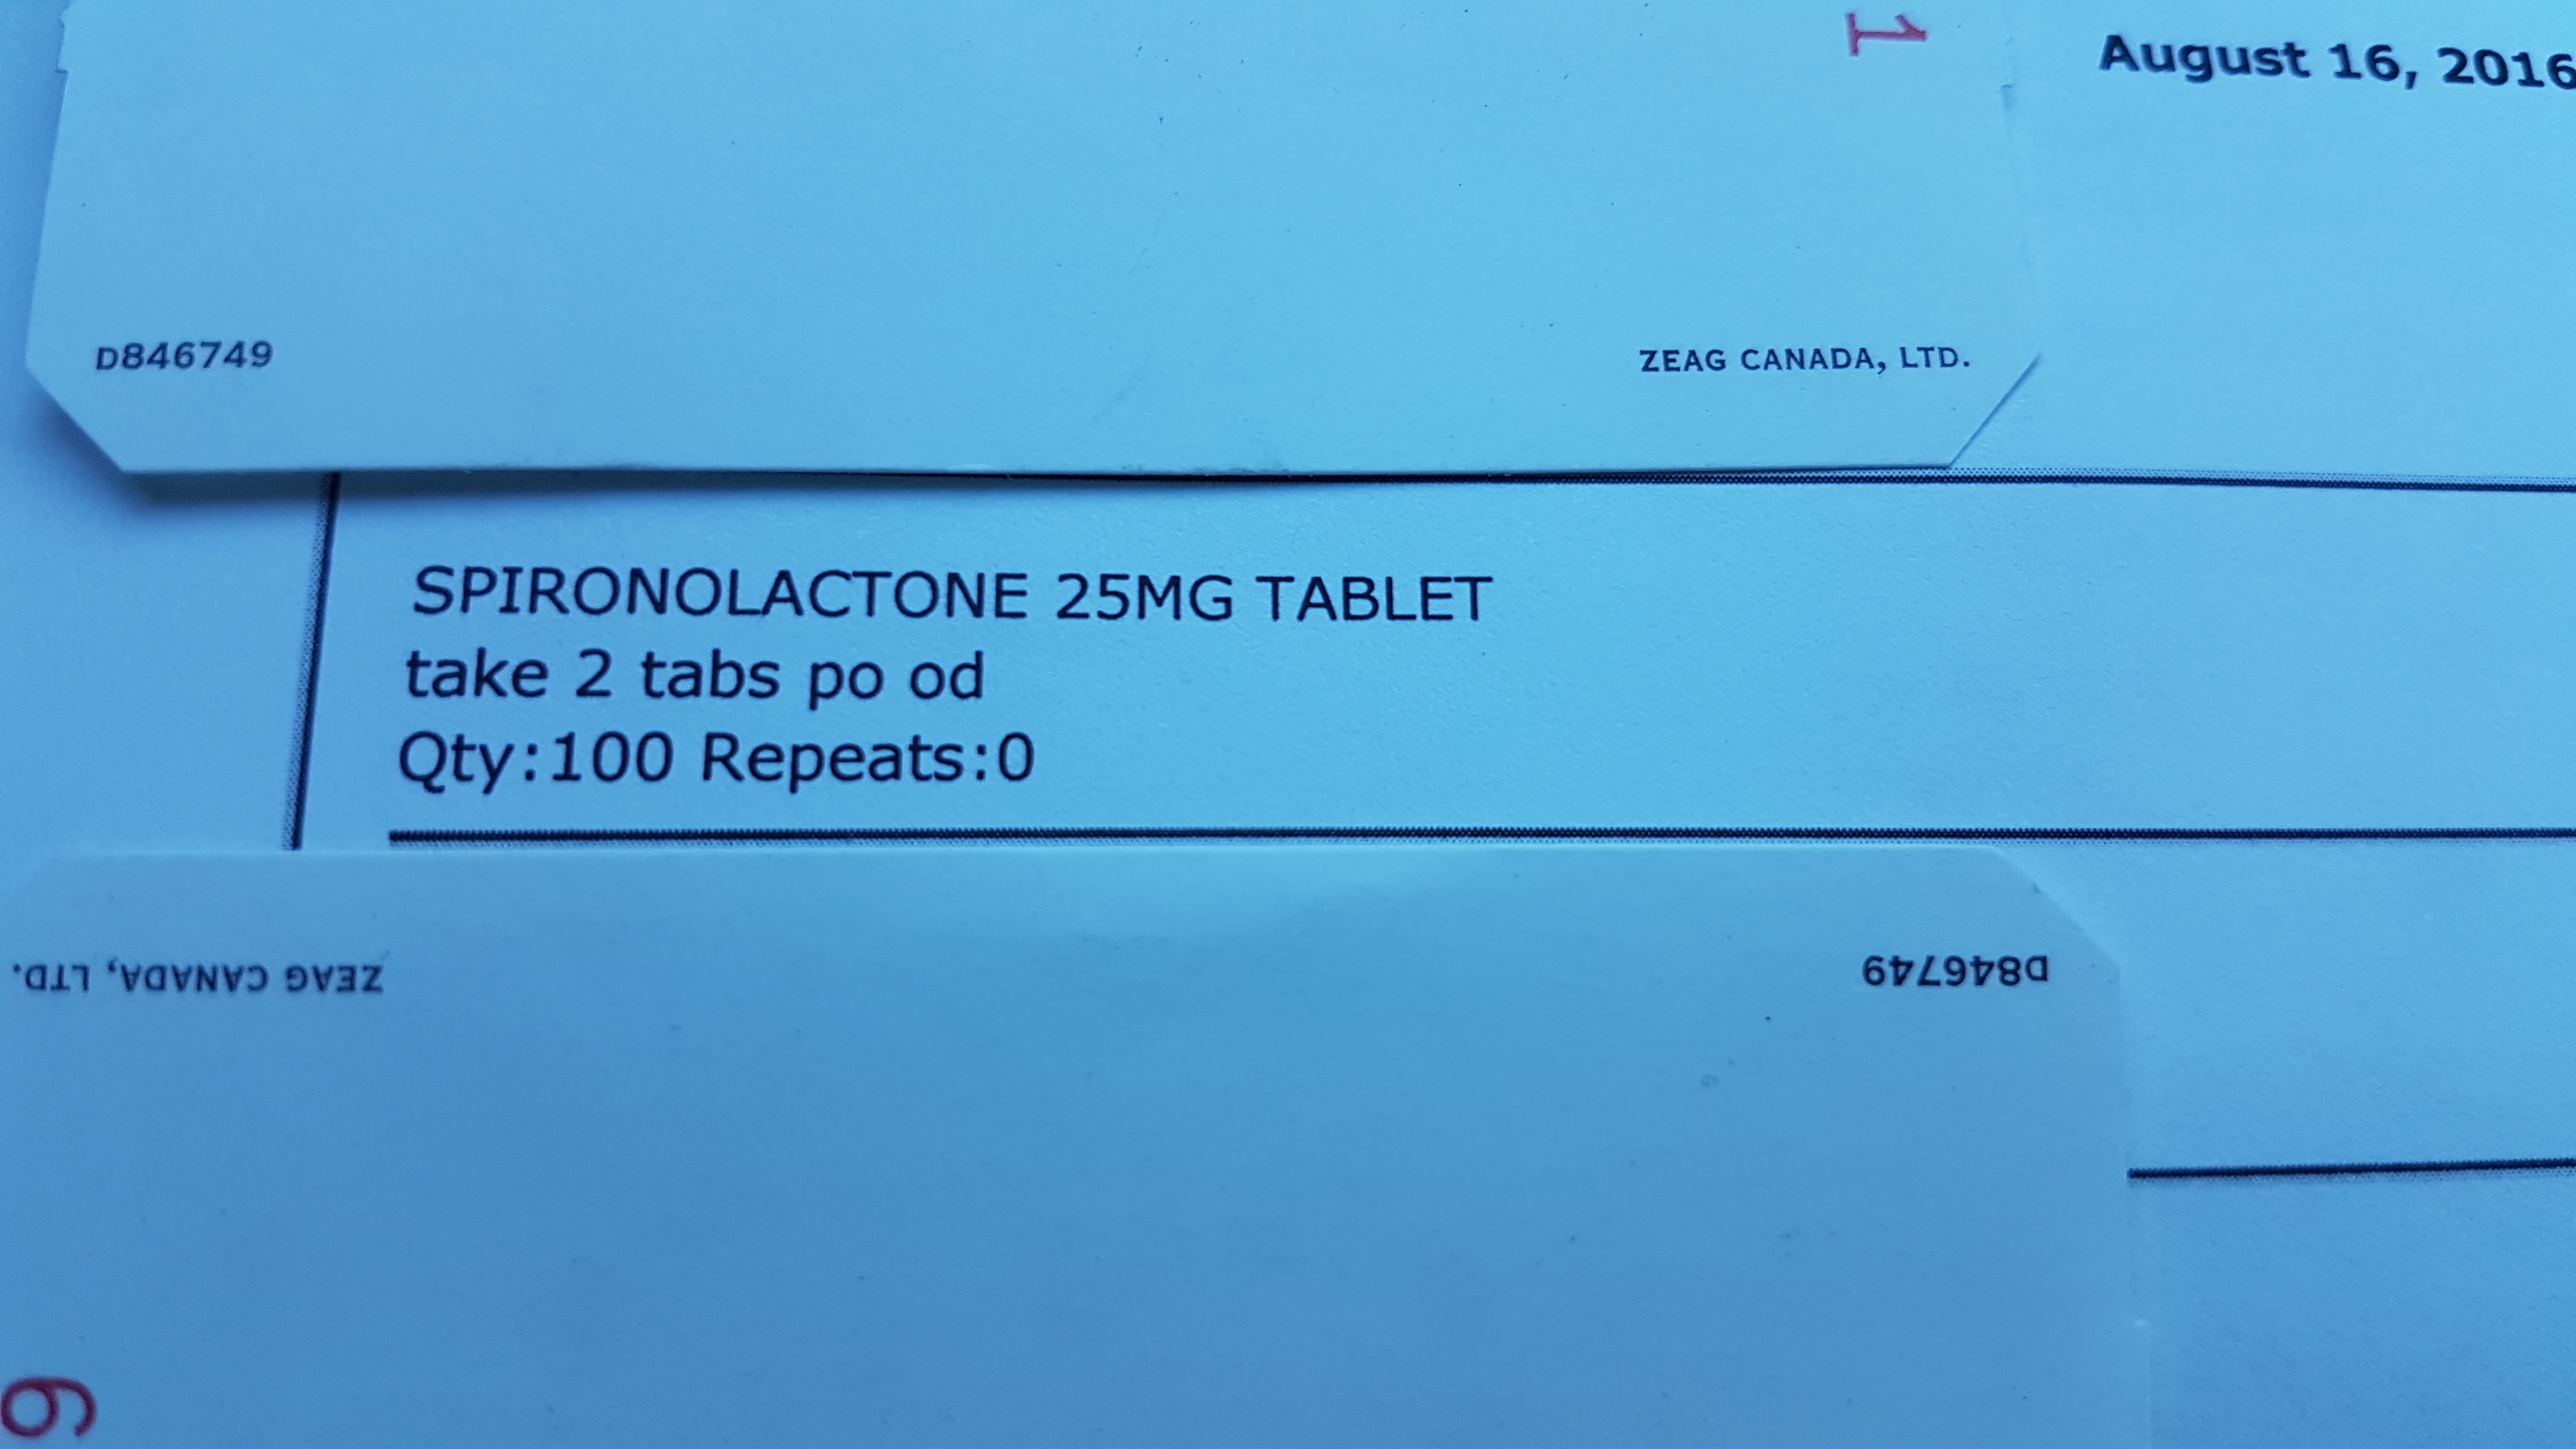 1
August 16, 2016
D846749
ZEAG CANADA, LTD.
SPIRONOLACTONE 25MG TABLET
take 2 tabs po od
Qty:100 Repeats:0
ZEAG CANADA, LTD.
D846749
6